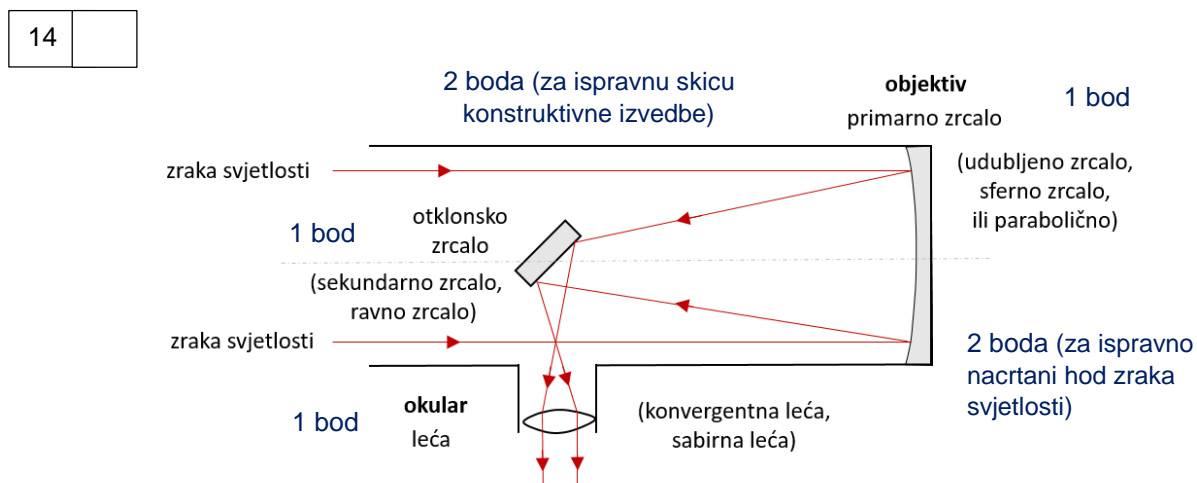 14
2 boda (za ispravnu skicu
konstruktivne izvedbe)
objektiv
primarno zrcalo
1 bod
zraka svjetlosti
(udubljeno zrcalo,
sferno zrcalo,
ili parabolično)
1 bod
otklonsko
zrcalo
(sekundarno zrcalo,
ravno zrcalo)
zraka svjetlosti
2 boda (za ispravno
nacrtani hod zraka
svjetlosti)
1 bod
okular
leća
(konvergentna leća,
sabirna leća)